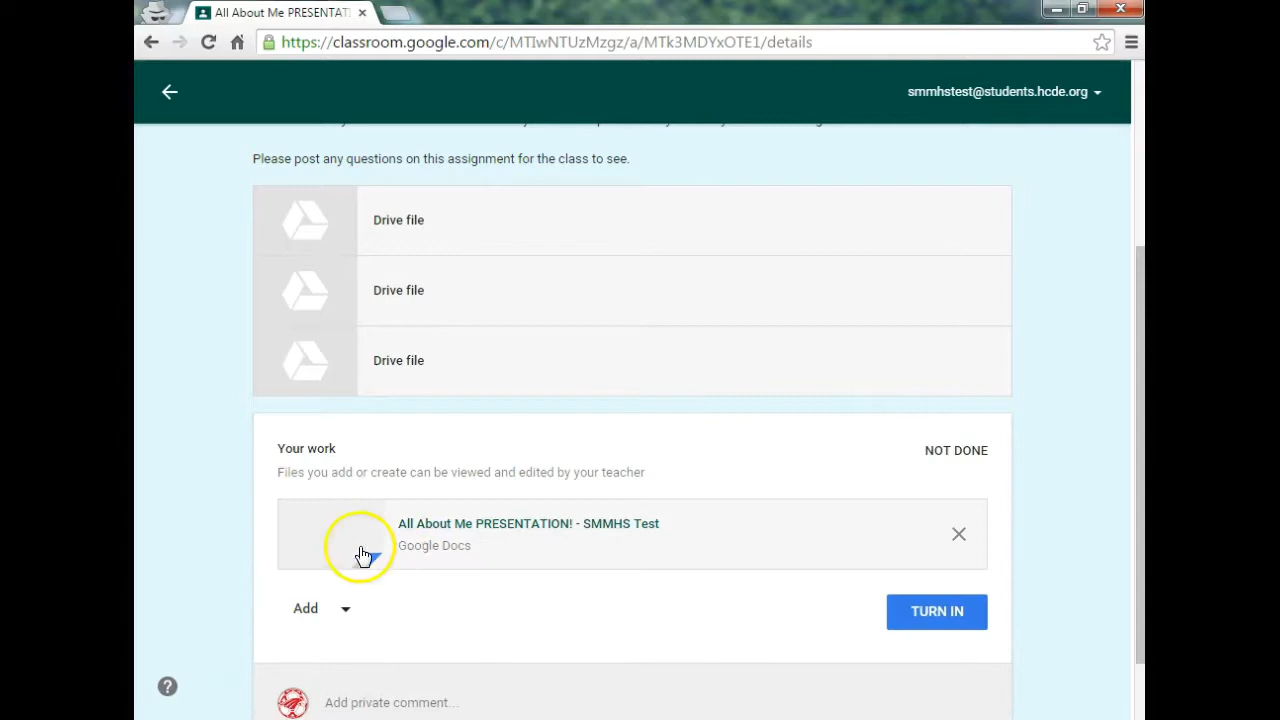 All About Me PRESENTAT
https://classroom.google.com/c/MTIwNTUzMzgz/a/MTk3MDYxOTE1/details
smmhstest@students.hcde.org
Please post any questions on this assignment for the class to see.
Drive file
Drive file
Drive file
Your work
NOT DONE
Files you add or create can be viewed and edited by your teacher
All About Me PRESENTATION! - SMMHS Test
Google Docs
Add
TURN IN
?
Add private comment...